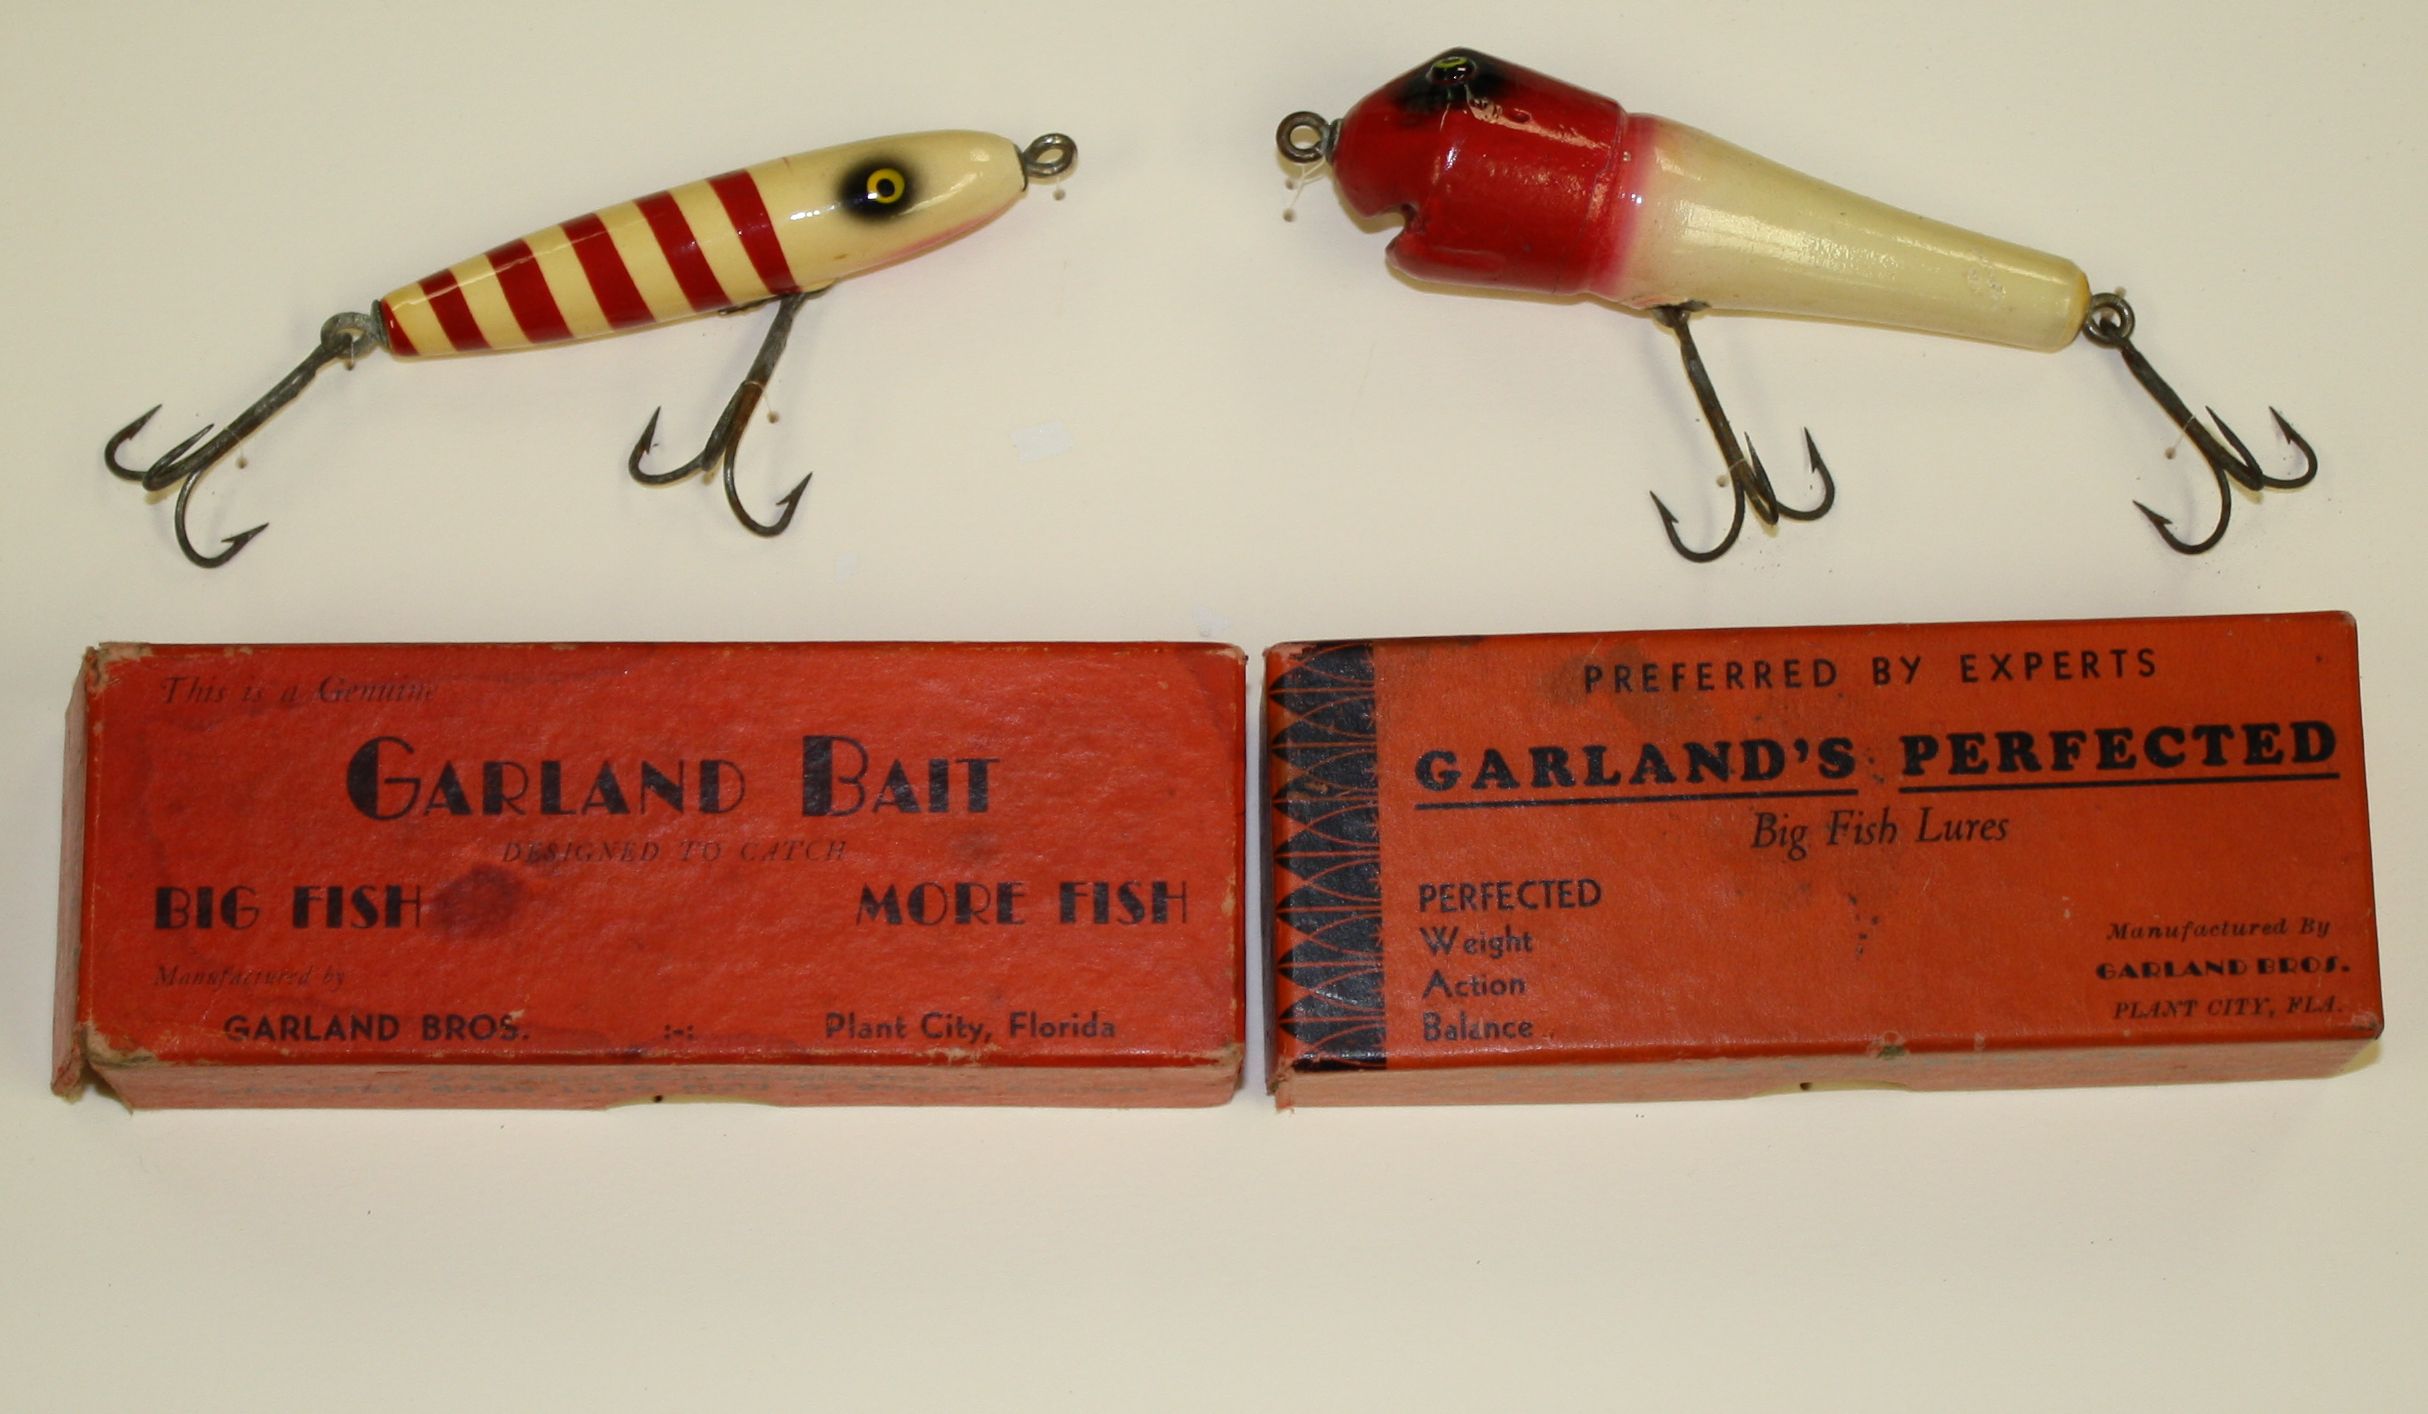 This is a Genuine
GARLAND BAIT
DESIGNED TO CATCH
BIG FISH MORE FISH
Manufactured by
GARLAND BROS. :-: Plant City, Florida
PREFERRED BY EXPERTS
GARLAND'S PERFECTED
Big Fish Lures
PERFECTED
Weight
Action
Balance
Manufactured By
GARLAND BROS.
PLANT CITY, FLA.